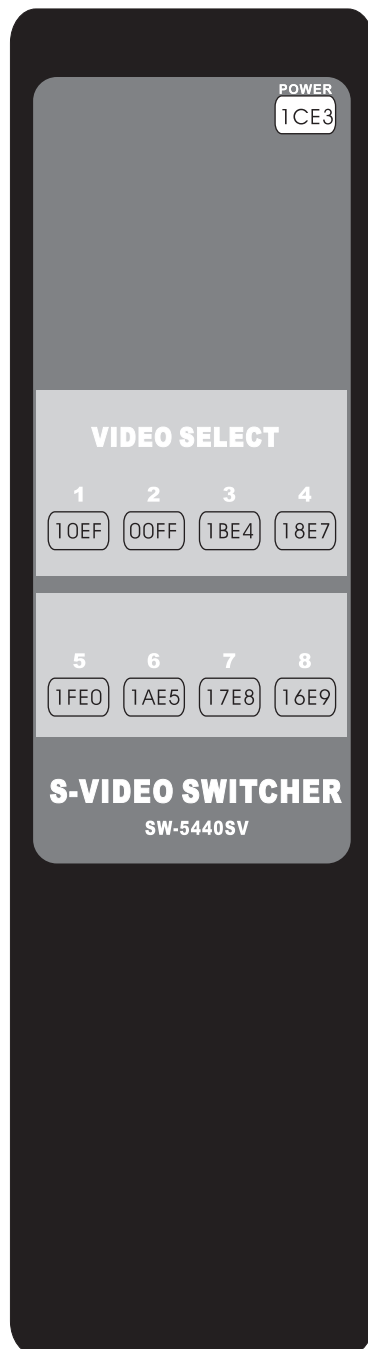 POWER
1CE3
VIDEO SELECT
1 2 3 4
10EF 00FF 1BE4 18E7
5 6 7 8
1FE0 1AE5 17E8 16E9
S-VIDEO SWITCHER
SW-5440SV